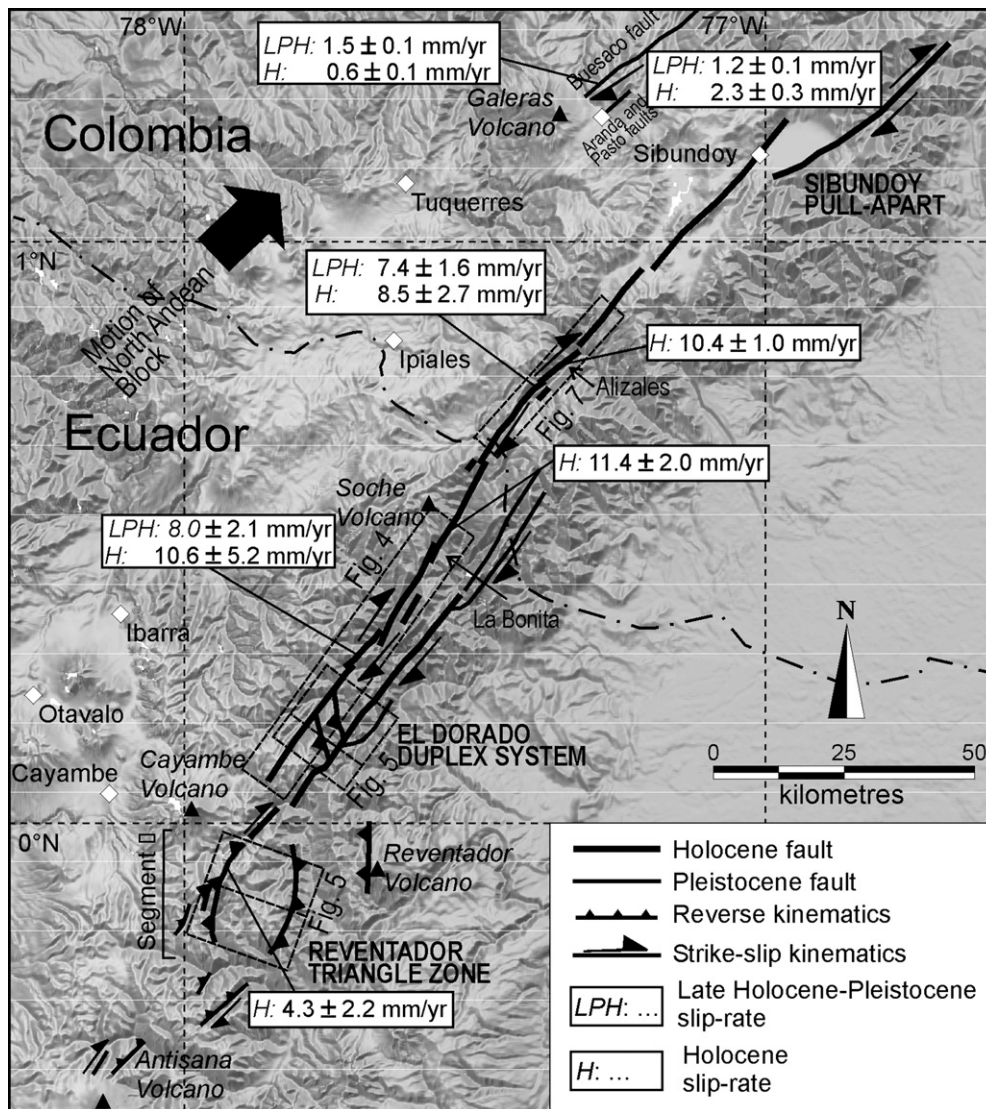 78°W
77°W
LPH: 1.5 ± 0.1 mm/yr
H: 0.6 ± 0.1 mm/yr
Buesaco fault
LPH: 1.2 ± 0.1 mm/yr
H: 2.3 ± 0.3 mm/yr
Galeras
Volcano
Aranda and
Pasto faults
Colombia
Sibundoy
SIBUNDOY
PULL-APART
Tuquerres
1°N
LPH: 7.4 ± 1.6 mm/yr
H: 8.5 ± 2.7 mm/yr
Motion of
North Andean
Block
Ipiales
H: 10.4 ± 1.0 mm/yr
Alizales
Fig. 7
Ecuador
H: 11.4 ± 2.0 mm/yr
Soche
Volcano
LPH: 8.0 ± 2.1 mm/yr
H: 10.6 ± 5.2 mm/yr
Fig. 4
La Bonita
Ibarra
N
Otavalo
EL DORADO
DUPLEX SYSTEM
Cayambe
Cayambe
Volcano
Fig. 5
0 25 50
kilometres
0°N
Segment
Reventador
Volcano
Fig. 5
REVENTADOR
TRIANGLE ZONE
H: 4.3 ± 2.2 mm/yr
Antisana
Volcano
Holocene fault
Pleistocene fault
Reverse kinematics
Strike-slip kinematics
LPH: ... Late Holocene-Pleistocene
slip-rate
H: ... Holocene
slip-rate